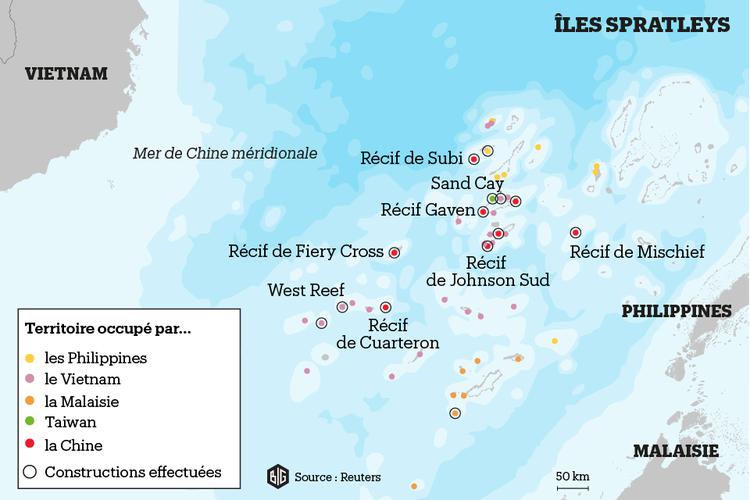 ÎLES SPRATLEYS
VIETNAM
Mer de Chine méridionale
Récif de Subi
Sand Cay
Récif Gaven
Récif de Fiery Cross
Récif de Mischief
Récif
de Johnson Sud
West Reef
PHILIPPINES
Récif
de Cuarteron
Territoire occupé par...
les Philippines
le Vietnam
la Malaisie
Taiwan
la Chine
Constructions effectuées
MALAISIE
BIG
Source : Reuters
50 km